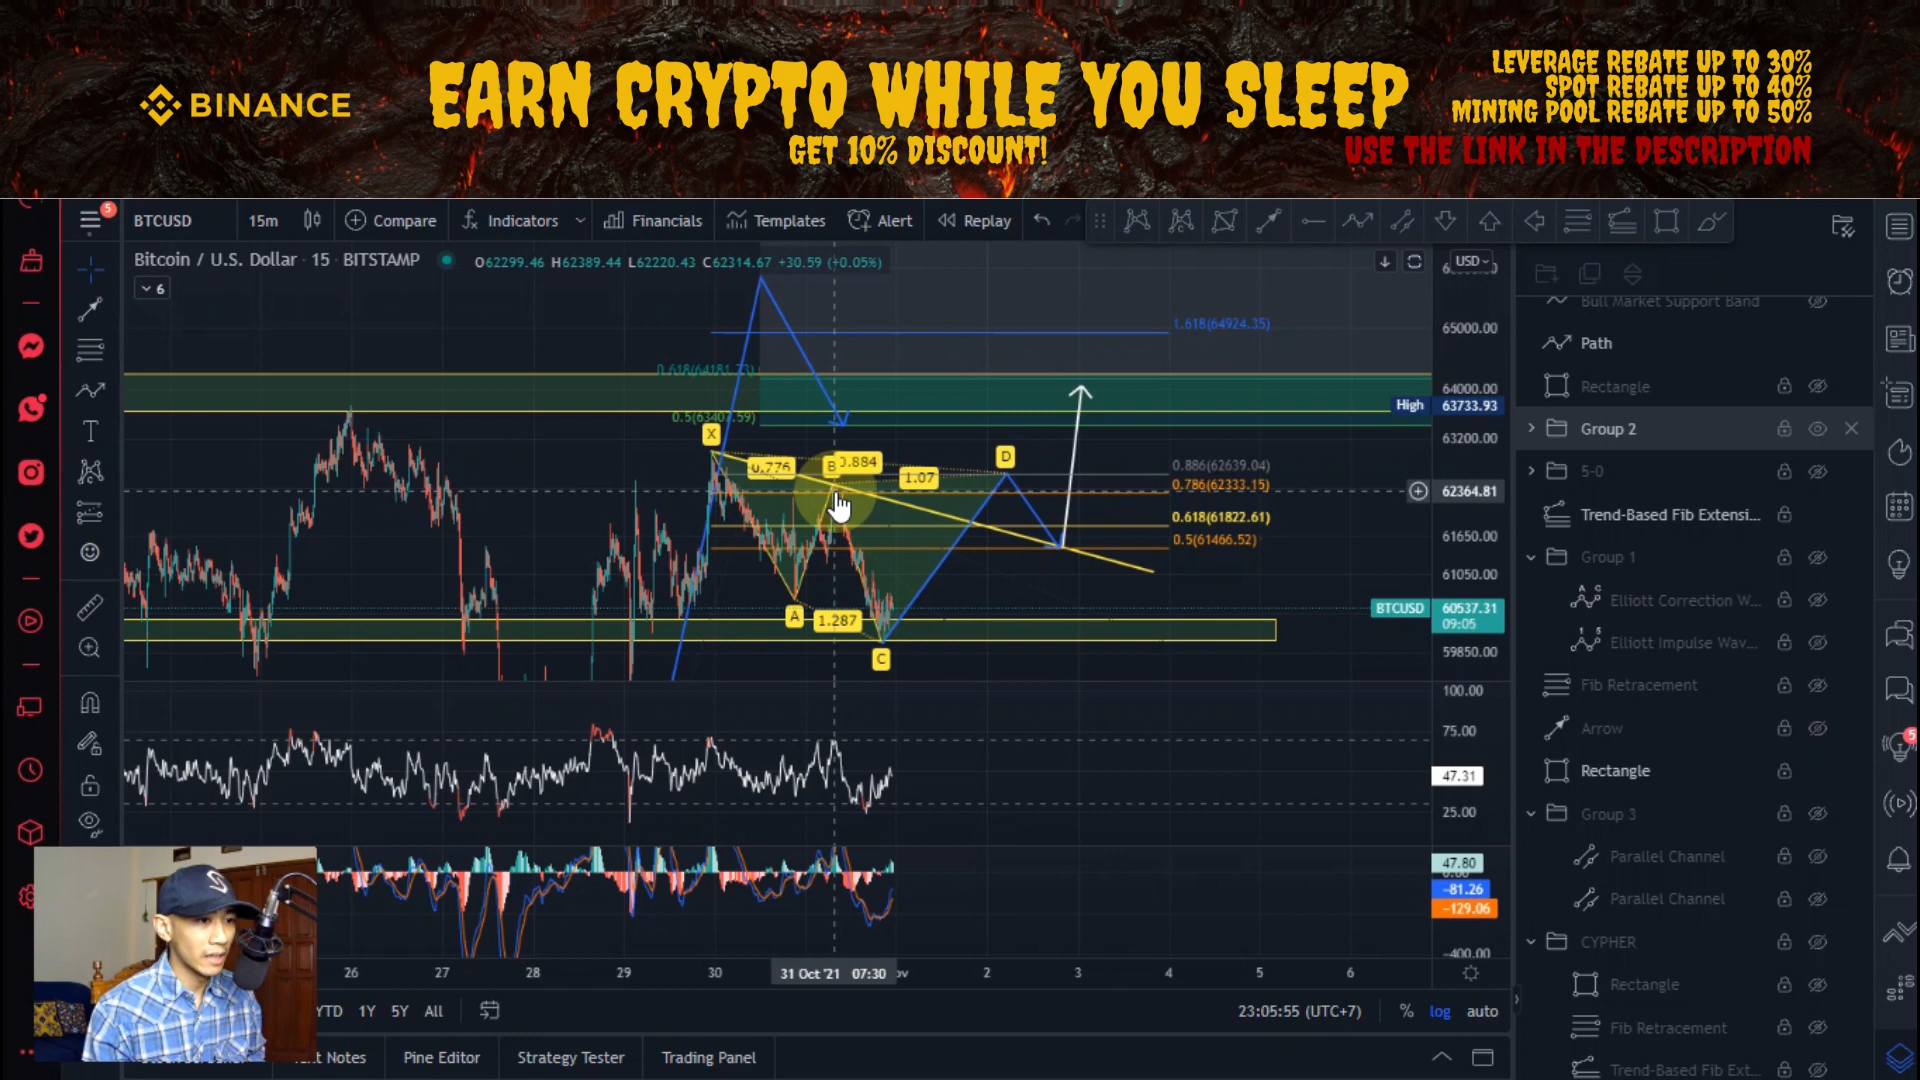 BINANCE
EARN CRYPTO WHILE YOU SLEEP
GET 10% DISCOUNT!
LEVERAGE REBATE UP TO 30%
SPOT REBATE UP TO 40%
MINING POOL REBATE UP TO 50%
USE THE LINK IN THE DESCRIPTION
5
BTCUSD
15m
Compare
Indicators
Financials
Templates
Alert
Replay
Bitcoin / U.S. Dollar · 15 · BITSTAMP
O62299.46 H62389.44 L62220.43 C62314.67 +30.59 (+0.05%)
6
USD
1.618(64924.35)
65000.00
0.5(63407.59)
64000.00
High 63733.93
63200.00
X
0.776
B
0.884
1.07
D
0.886(62639.04)
0.786(62333.15)
62364.81
0.618(61822.61)
0.5(61466.52)
61650.00
61050.00
A
1.287
C
BTCUSD
60537.31
09:05
59850.00
100.00
75.00
47.31
25.00
47.80
−81.26
−129.06
−400.00
26
27
28
29
30
31 Oct '21 07:30
2
3
4
5
6
YTD
1Y
5Y
All
23:05:55 (UTC+7)
%
log
auto
Notes
Pine Editor
Strategy Tester
Trading Panel
Bull Market Support Band
Path
Rectangle
Group 2
5-0
Trend-Based Fib Extensi...
Group 1
Elliott Correction W...
Elliott Impulse Wav...
Fib Retracement
Arrow
Rectangle
Group 3
Parallel Channel
Parallel Channel
CYPHER
Rectangle
Fib Retracement
Trend-Based Fib Ext...
5